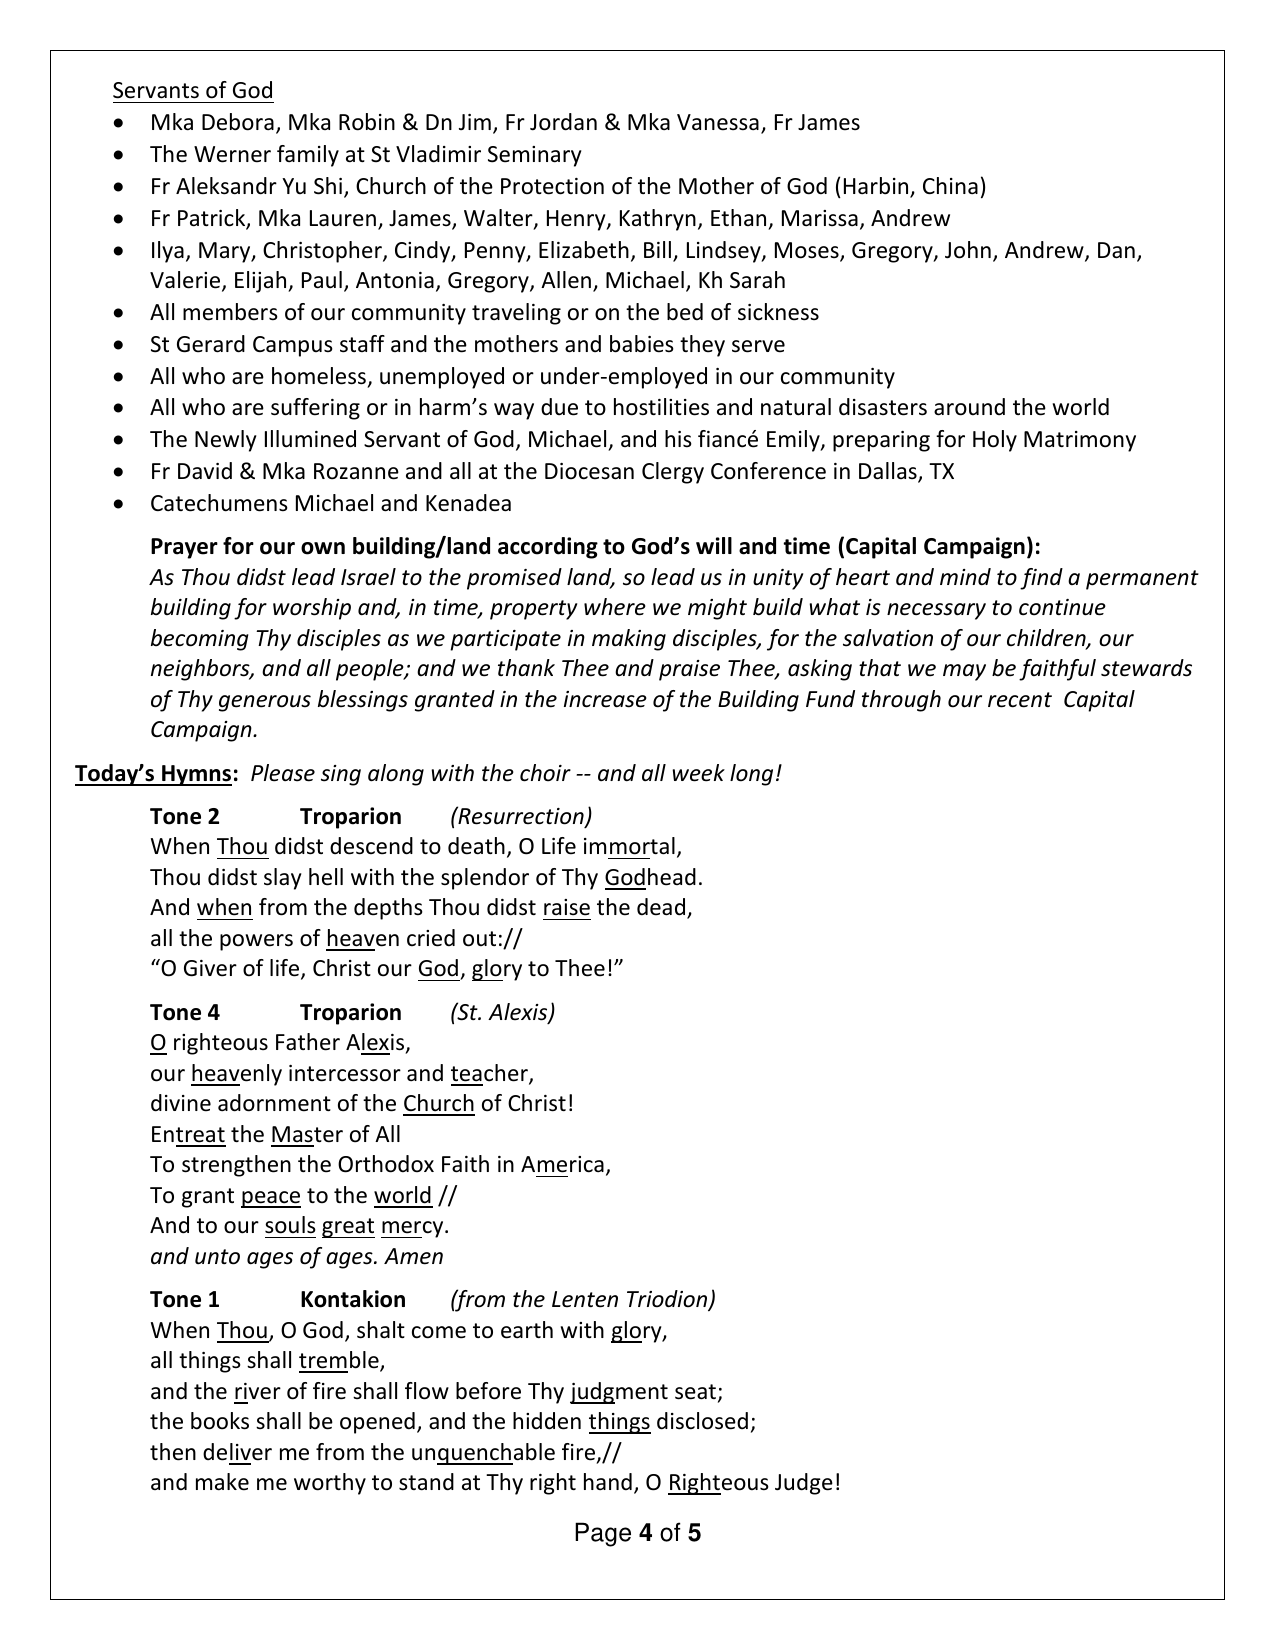 Servants of God
• Mka Debora, Mka Robin & Dn Jim, Fr Jordan & Mka Vanessa, Fr James
• The Werner family at St Vladimir Seminary
• Fr Aleksandr Yu Shi, Church of the Protection of the Mother of God (Harbin, China)
• Fr Patrick, Mka Lauren, James, Walter, Henry, Kathryn, Ethan, Marissa, Andrew
• Ilya, Mary, Christopher, Cindy, Penny, Elizabeth, Bill, Lindsey, Moses, Gregory, John, Andrew, Dan,
Valerie, Elijah, Paul, Antonia, Gregory, Allen, Michael, Kh Sarah
• All members of our community traveling or on the bed of sickness
• St Gerard Campus staff and the mothers and babies they serve
• All who are homeless, unemployed or under-employed in our community
• All who are suffering or in harm’s way due to hostilities and natural disasters around the world
• The Newly Illumined Servant of God, Michael, and his fiancé Emily, preparing for Holy Matrimony
• Fr David & Mka Rozanne and all at the Diocesan Clergy Conference in Dallas, TX
• Catechumens Michael and Kenadea
Prayer for our own building/land according to God’s will and time (Capital Campaign):
As Thou didst lead Israel to the promised land, so lead us in unity of heart and mind to find a permanent
building for worship and, in time, property where we might build what is necessary to continue
becoming Thy disciples as we participate in making disciples, for the salvation of our children, our
neighbors, and all people; and we thank Thee and praise Thee, asking that we may be faithful stewards
of Thy generous blessings granted in the increase of the Building Fund through our recent  Capital
Campaign.
Today’s Hymns:  Please sing along with the choir -- and all week long!
Tone 2 Troparion (Resurrection)
When Thou didst descend to death, O Life immortal,
Thou didst slay hell with the splendor of Thy Godhead.
And when from the depths Thou didst raise the dead,
all the powers of heaven cried out://
“O Giver of life, Christ our God, glory to Thee!”
Tone 4 Troparion (St. Alexis)
O righteous Father Alexis,
our heavenly intercessor and teacher,
divine adornment of the Church of Christ!
Entreat the Master of All
To strengthen the Orthodox Faith in America,
To grant peace to the world //
And to our souls great mercy.
and unto ages of ages. Amen
Tone 1 Kontakion (from the Lenten Triodion)
When Thou, O God, shalt come to earth with glory,
all things shall tremble,
and the river of fire shall flow before Thy judgment seat;
the books shall be opened, and the hidden things disclosed;
then deliver me from the unquenchable fire,//
and make me worthy to stand at Thy right hand, O Righteous Judge!
Page 4 of 5